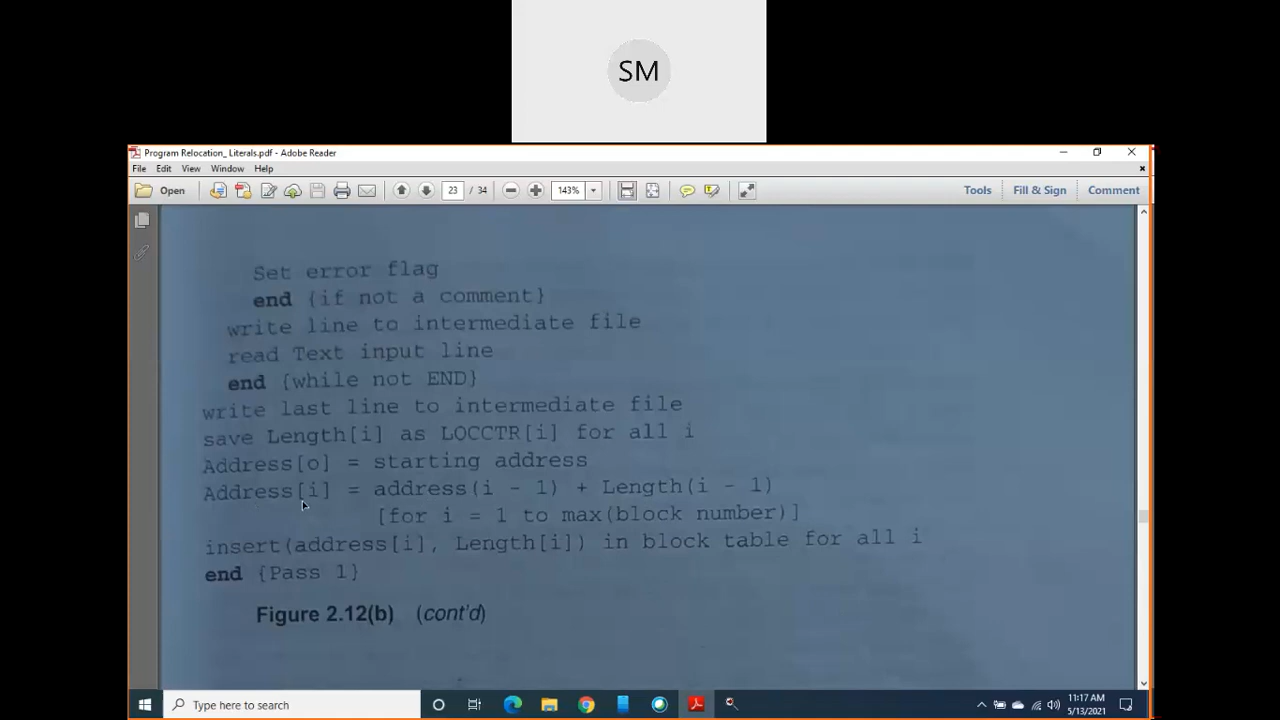 SM
Program Relocation_ Literals.pdf - Adobe Reader
File Edit View Window Help
Open 23 / 34 143% Tools Fill & Sign Comment
Set error flag
end {if not a comment}
write line to intermediate file
read Text input line
end {while not END}
write last line to intermediate file
save Length[i] as LOCCTR[i] for all i
Address[o] = starting address
Address[i] = address(i - 1) + Length(i - 1)
[for i = 1 to max(block number)]
insert(address[i], Length[i]) in block table for all i
end {Pass 1}
Figure 2.12(b) (cont'd)
Type here to search
11:17 AM
5/13/2021